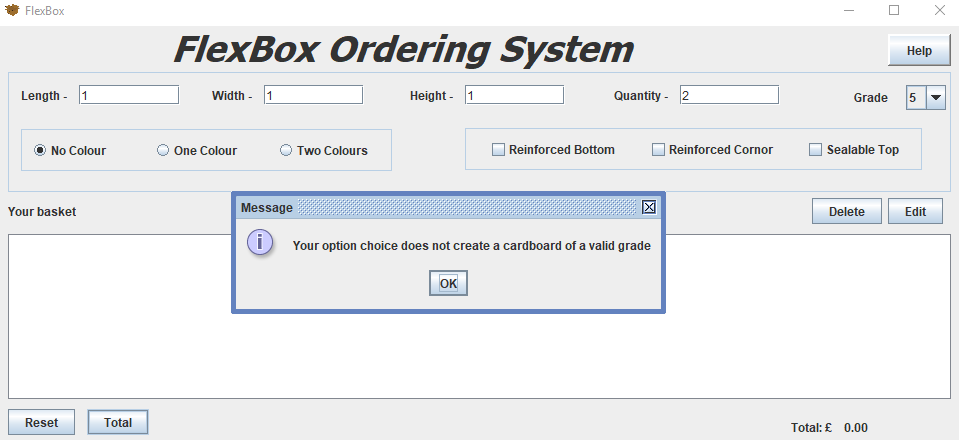 FlexBox
FlexBox Ordering System
Help
Length - 1 Width - 1 Height - 1 Quantity - 2 Grade 5
No Colour One Colour Two Colours Reinforced Bottom Reinforced Cornor Sealable Top
Your basket Delete Edit
Message
i Your option choice does not create a cardboard of a valid grade
OK
Reset Total Total: £ 0.00